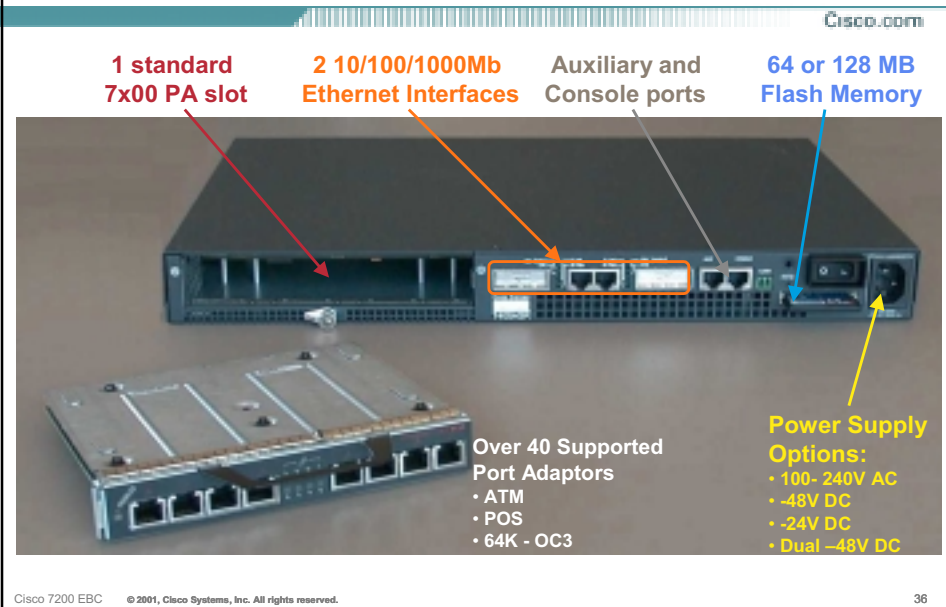 Cisco.com
1 standard
7x00 PA slot
2 10/100/1000Mb
Ethernet Interfaces
Auxiliary and
Console ports
64 or 128 MB
Flash Memory
Over 40 Supported
Port Adaptors
• ATM
• POS
• 64K - OC3
Power Supply
Options:
• 100- 240V AC
• -48V DC
• -24V DC
• Dual –48V DC
Cisco 7200 EBC © 2001, Cisco Systems, Inc. All rights reserved. 36